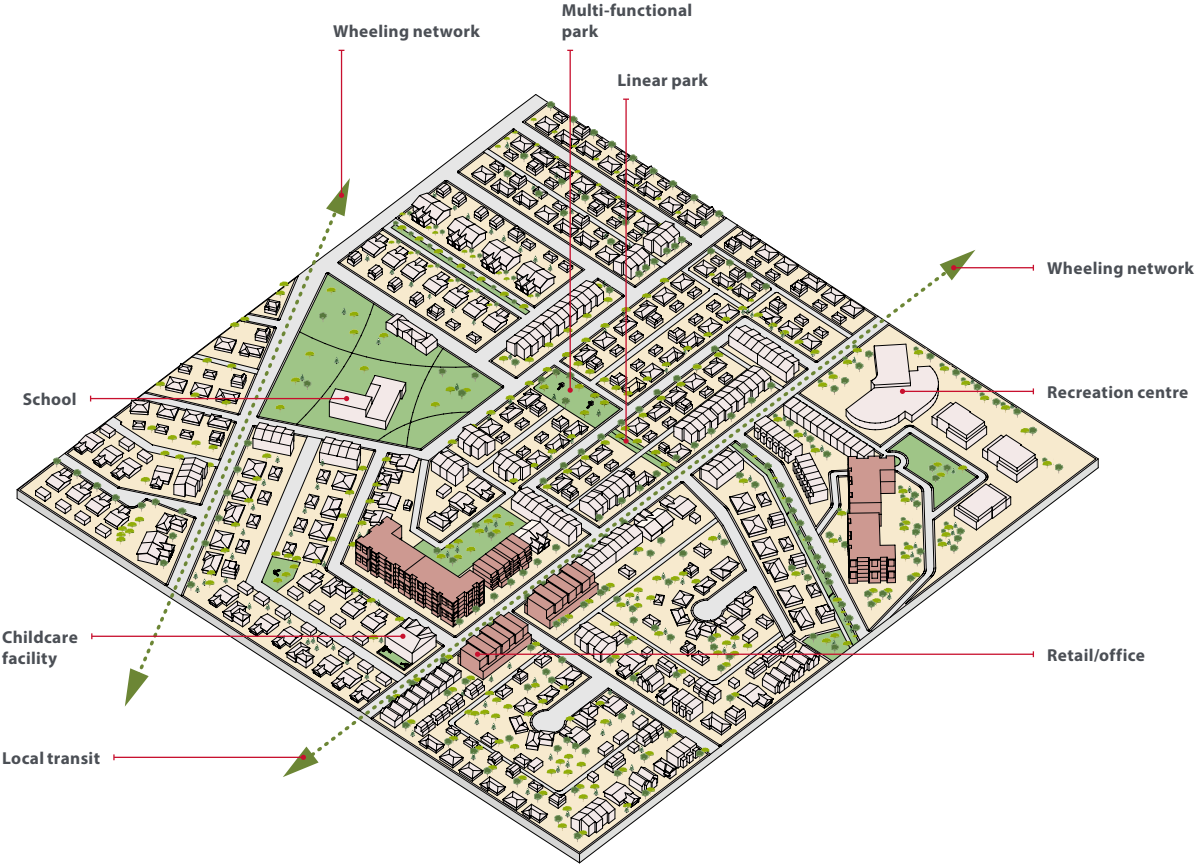 Multi-functional
park
Wheeling network
Linear park
Wheeling network
School
Recreation centre
Childcare
facility
Retail/office
Local transit